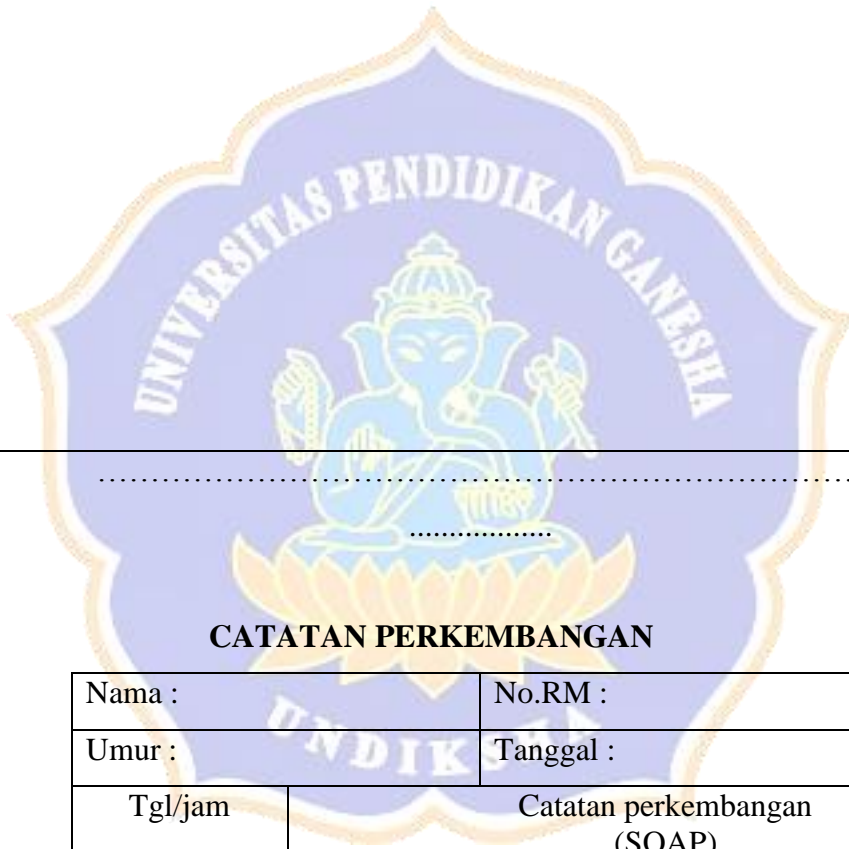 UNIVERSITAS PENDIDIKAN GANESHA
……………………………………………………………………………
..................
CATATAN PERKEMBANGAN
Nama :
No.RM :
Umur :
Tanggal :
UNDIKSHA
Tgl/jam
Catatan perkembangan
(SOAP)